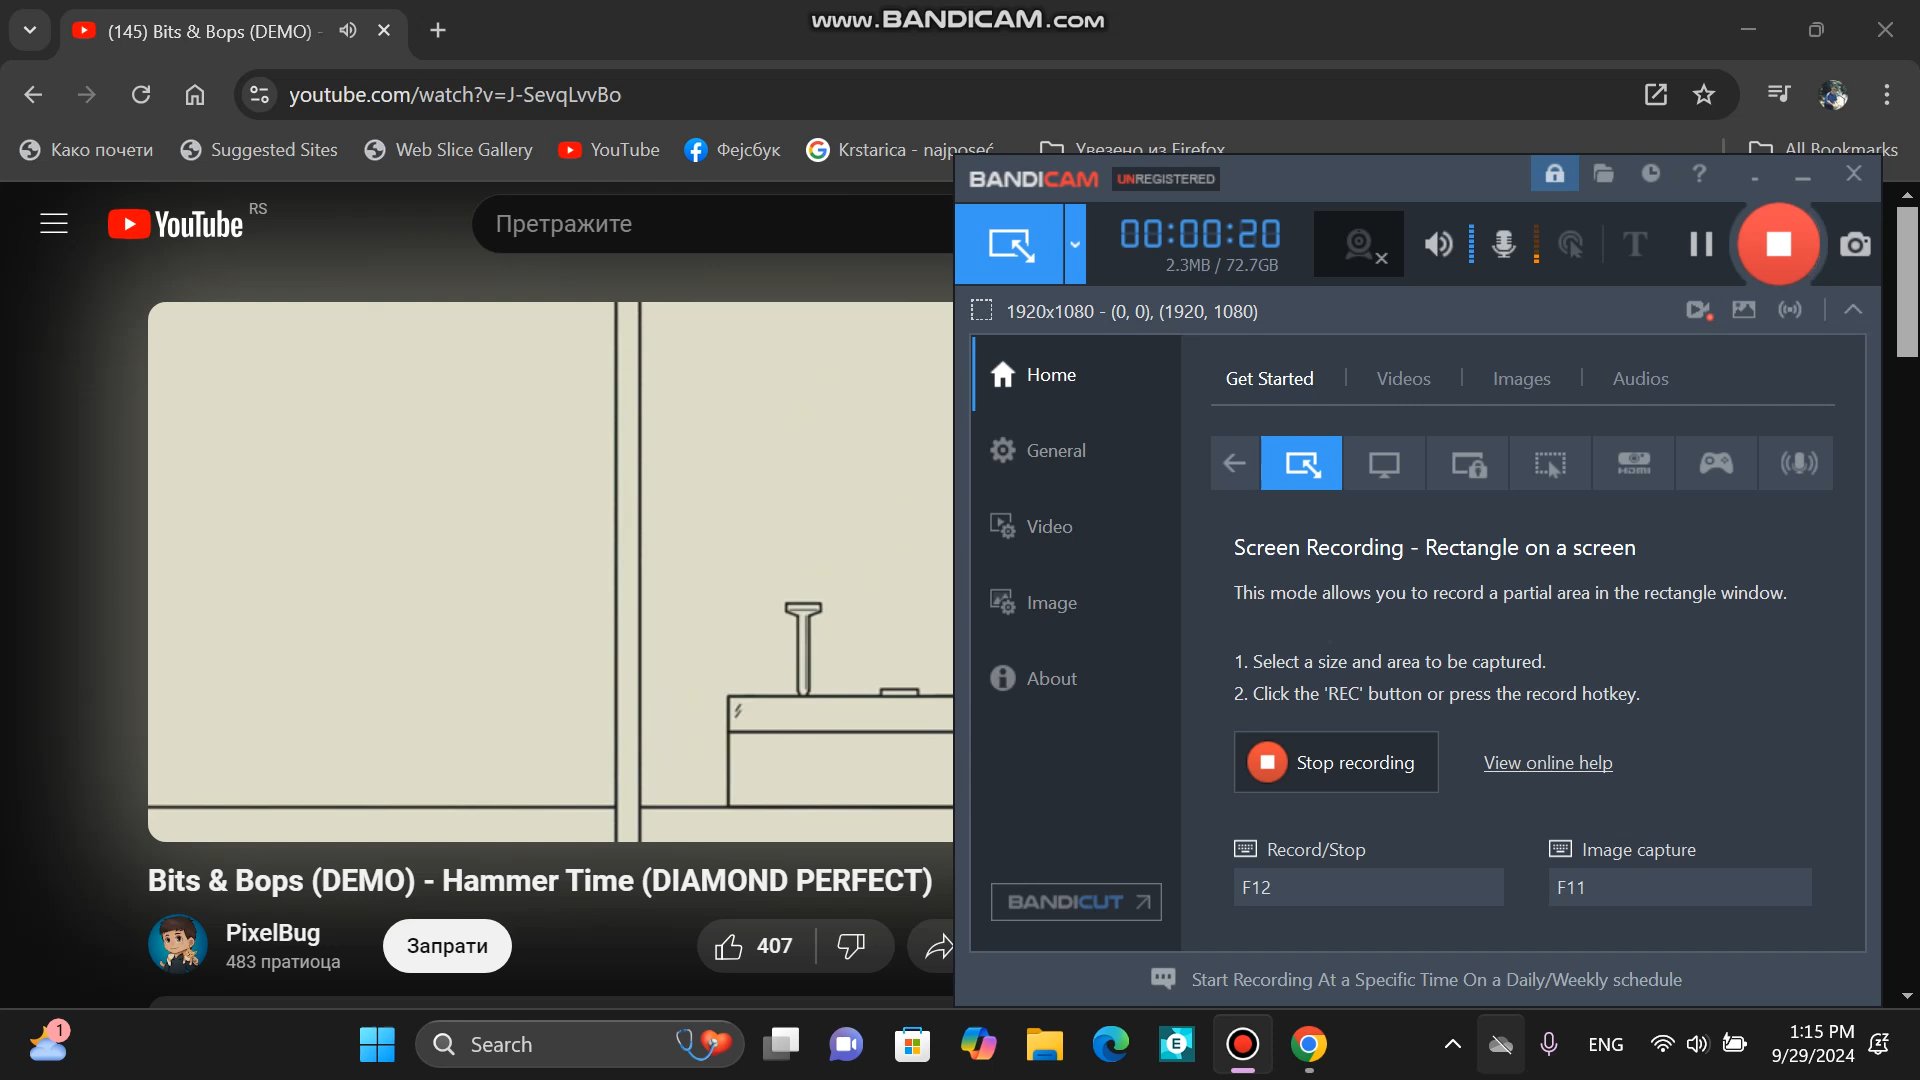 (145) Bits & Bops (DEMO) -
www.BANDICAM.com
youtube.com/watch?v=J-SevqLvvBo
Како почети
Suggested Sites
Web Slice Gallery
YouTube
Фејсбук
Krstarica - najposeć
Увезено из Firefox
All Bookmarks
YouTube RS
Претражите
BANDICAM UNREGISTERED
00:00:20
2.3MB / 72.7GB
1920x1080 - (0, 0), (1920, 1080)
Home
General
Video
Image
About
BANDICUT
Get Started
Videos
Images
Audios
HDMI
Screen Recording - Rectangle on a screen
This mode allows you to record a partial area in the rectangle window.
1. Select a size and area to be captured.
2. Click the 'REC' button or press the record hotkey.
Stop recording
View online help
Record/Stop
F12
Image capture
F11
Start Recording At a Specific Time On a Daily/Weekly schedule
Bits & Bops (DEMO) - Hammer Time (DIAMOND PERFECT)
PixelBug
483 пратиоца
Запрати
407
1
Search
ENG
1:15 PM
9/29/2024